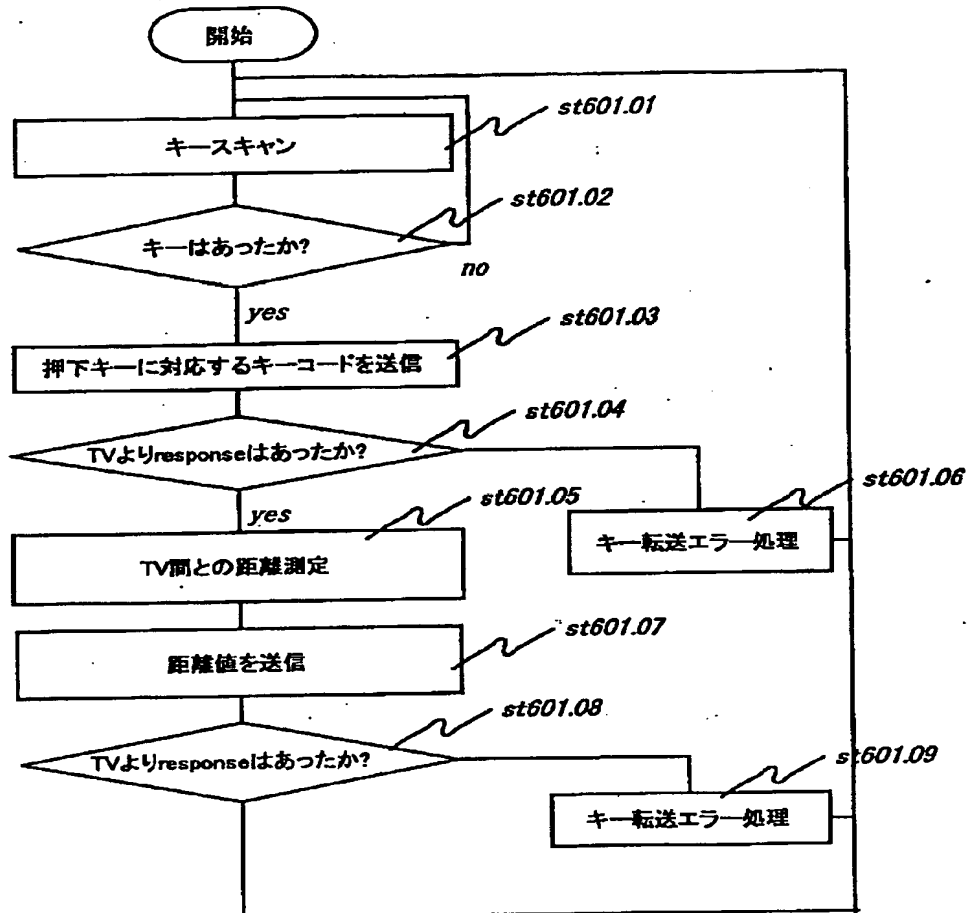 開始
st601.01
キースキャン
st601.02
キーはあったか?
no
yes
st601.03
押下キーに対応するキーコードを送信
st601.04
TVよりresponseはあったか?
st601.06
st601.05
yes
キー転送エラー処理
TV間との距離測定
st601.07
距離値を送信
st601.08
TVよりresponseはあったか?
st601.09
キー転送エラー処理